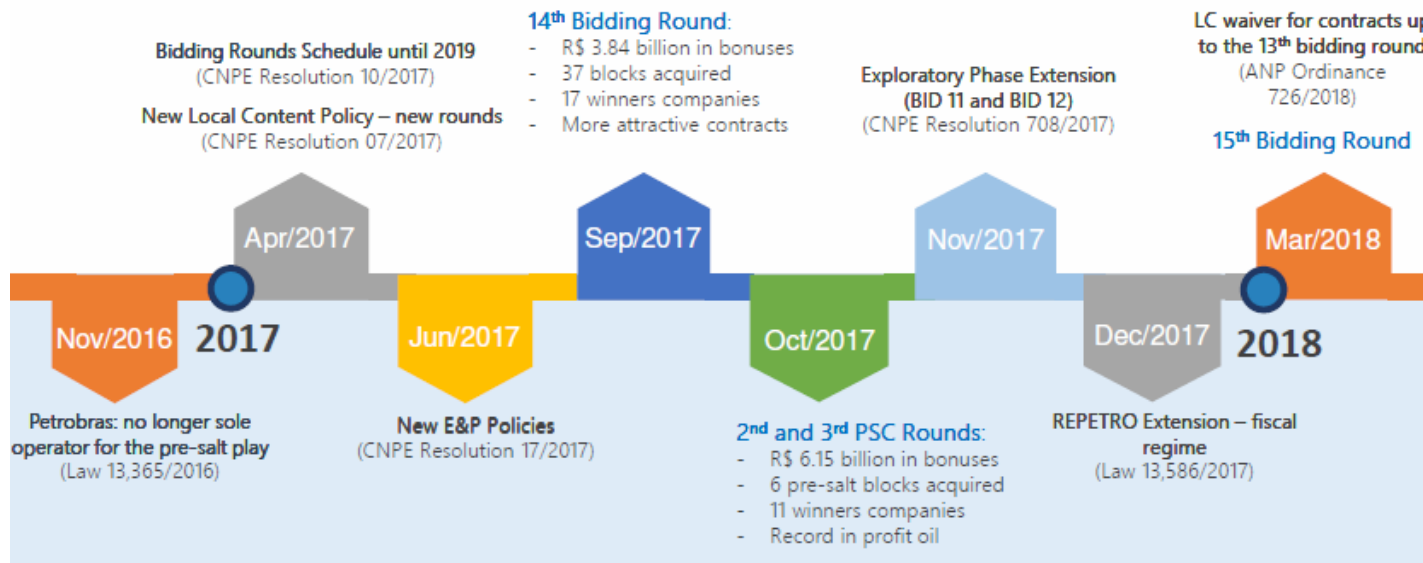 Bidding Rounds Schedule until 2019
(CNPE Resolution 10/2017)
New Local Content Policy – new rounds
(CNPE Resolution 07/2017)
14th Bidding Round:
- R$ 3.84 billion in bonuses
- 37 blocks acquired
- 17 winners companies
- More attractive contracts
Exploratory Phase Extension
(BID 11 and BID 12)
(CNPE Resolution 708/2017)
LC waiver for contracts up
to the 13th bidding round
(ANP Ordinance
726/2018)
15th Bidding Round
Apr/2017
Sep/2017
Nov/2017
Mar/2018
Nov/2016
2017
Jun/2017
Oct/2017
Dec/2017
2018
Petrobras: no longer sole
operator for the pre-salt play
(Law 13,365/2016)
New E&P Policies
(CNPE Resolution 17/2017)
2nd and 3rd PSC Rounds:
- R$ 6.15 billion in bonuses
- 6 pre-salt blocks acquired
- 11 winners companies
- Record in profit oil
REPETRO Extension – fiscal
regime
(Law 13,586/2017)